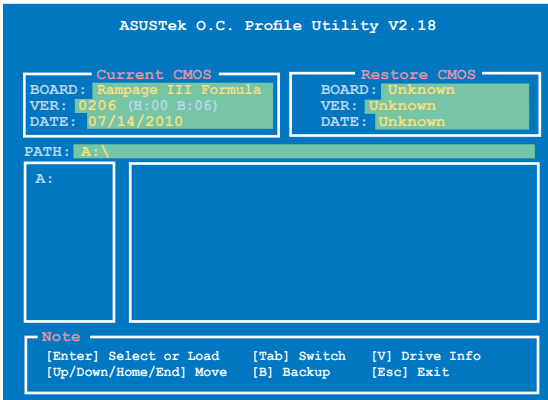 ASUSTek O.C. Profile Utility V2.18
Current CMOS
BOARD: Rampage III Formula
VER: 0206 (H:00 B:06)
DATE: 07/14/2010
Restore CMOS
BOARD: Unknown
VER: Unknown
DATE: Unknown
PATH: A:\
A:
Note
[Enter] Select or Load [Tab] Switch [V] Drive Info
[Up/Down/Home/End] Move [B] Backup [Esc] Exit